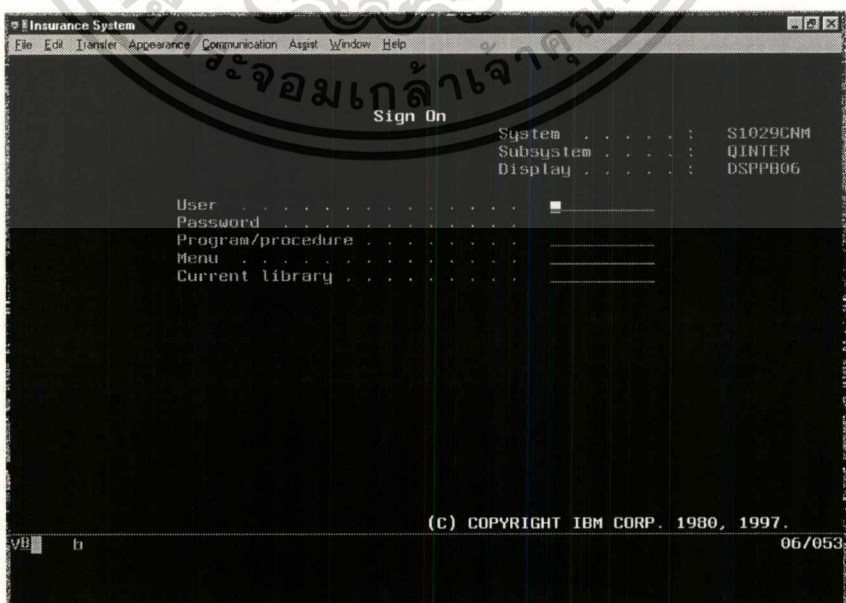 Insurance System
File Edit Transfer Appearance Communication Assist Window Help
Sign On
System . . . . . : S1029CNM
Subsystem . . . . : QINTER
Display . . . . . : DSPPB06
User . . . . . . . . . . . . . .
Password . . . . . . . . . . . .
Program/procedure . . . . . . . .
Menu . . . . . . . . . . . . . .
Current library . . . . . . . . .
(C) COPYRIGHT IBM CORP. 1980, 1997.
06/053